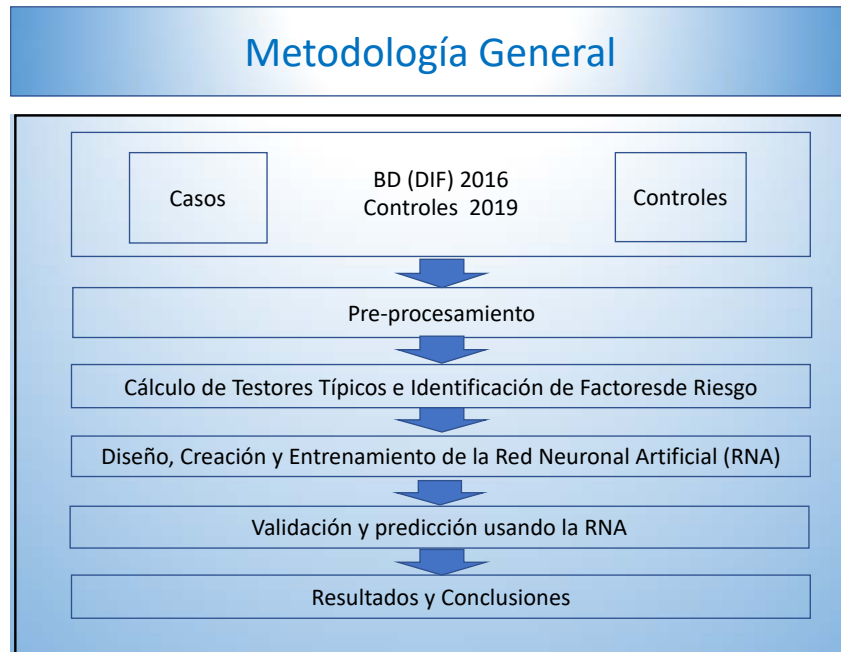 Metodología General
Casos
BD (DIF) 2016
Controles 2019
Controles
Pre-procesamiento
Cálculo de Testores Típicos e Identificación de Factoresde Riesgo
Diseño, Creación y Entrenamiento de la Red Neuronal Artificial (RNA)
Validación y predicción usando la RNA
Resultados y Conclusiones